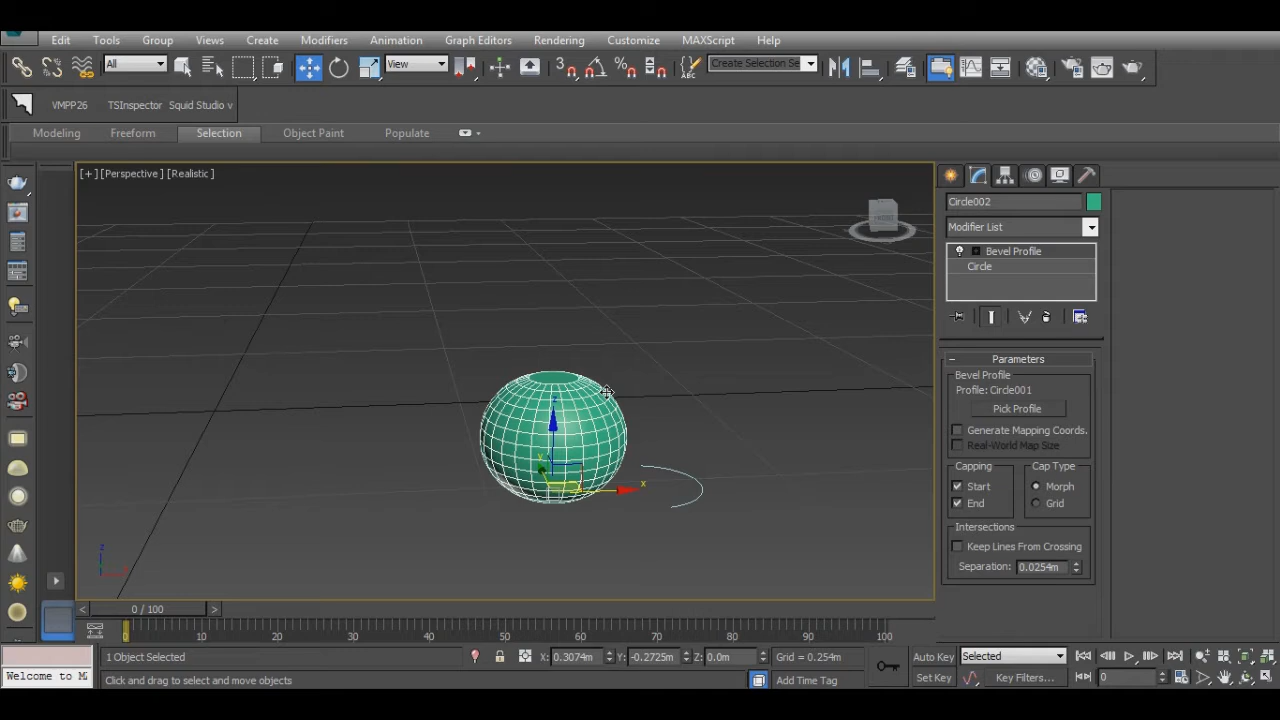 Edit Tools Group Views Create Modifiers Animation Graph Editors Rendering Customize MAXScript Help
All View 3 Create Selection Se
VMPP26 TSInspector Squid Studio v
Modeling Freeform Selection Object Paint Populate
[+] [Perspective] [Realistic]
Circle002
Modifier List
Bevel Profile
Circle
Parameters
Bevel Profile
Profile: Circle001
Pick Profile
Generate Mapping Coords.
Real-World Map Size
Capping Cap Type
Start Morph
End Grid
Intersections
Keep Lines From Crossing
Separation: 0.0254m
z
y
x
z
< 0 / 100 >
0 10 20 30 40 50 60 70 80 90 100
1 Object Selected X: 0.3074m Y: -0.2725m Z: 0.0m Grid = 0.254m Auto Key Selected
Welcome to M Click and drag to select and move objects Add Time Tag Set Key Key Filters... 0